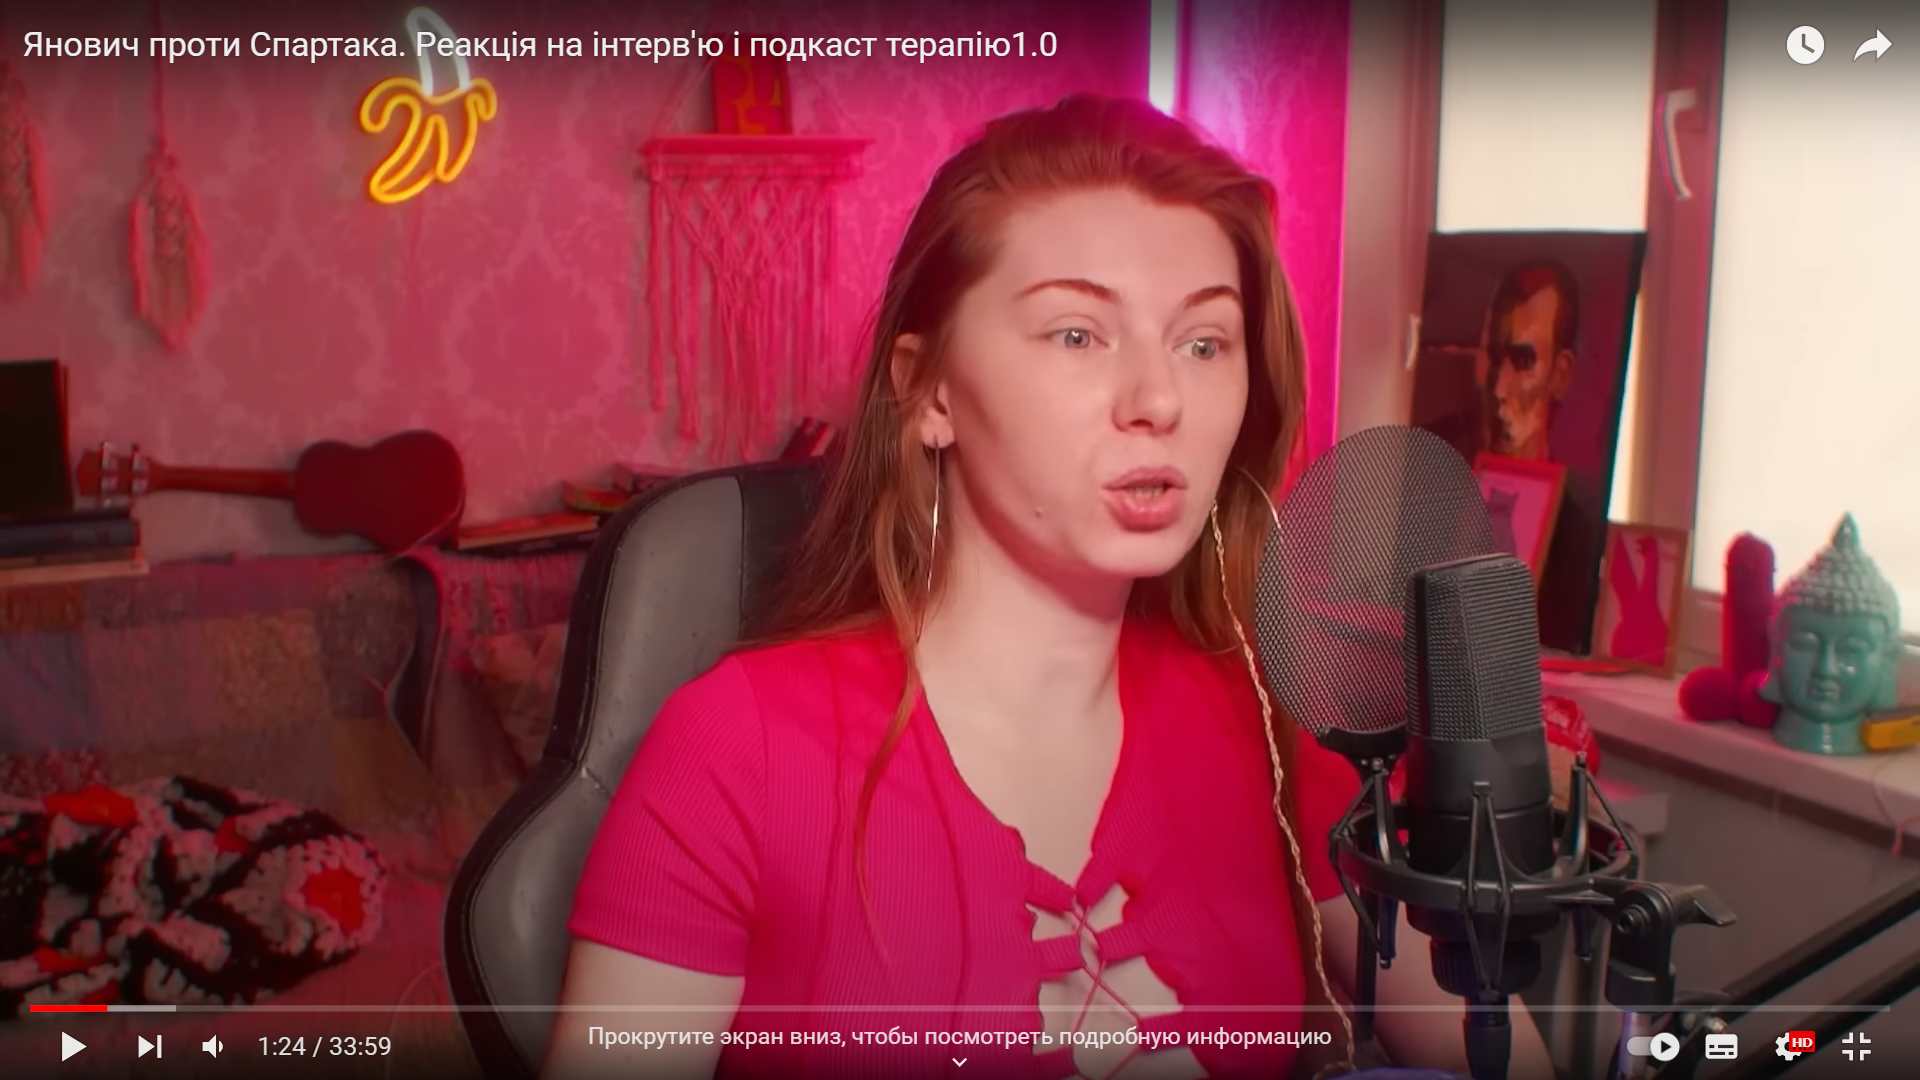 Янович проти Спартака. Реакція на інтерв'ю і подкаст терапію1.0
1:24 / 33:59
Прокрутите экран вниз, чтобы посмотреть подробную информацию
HD